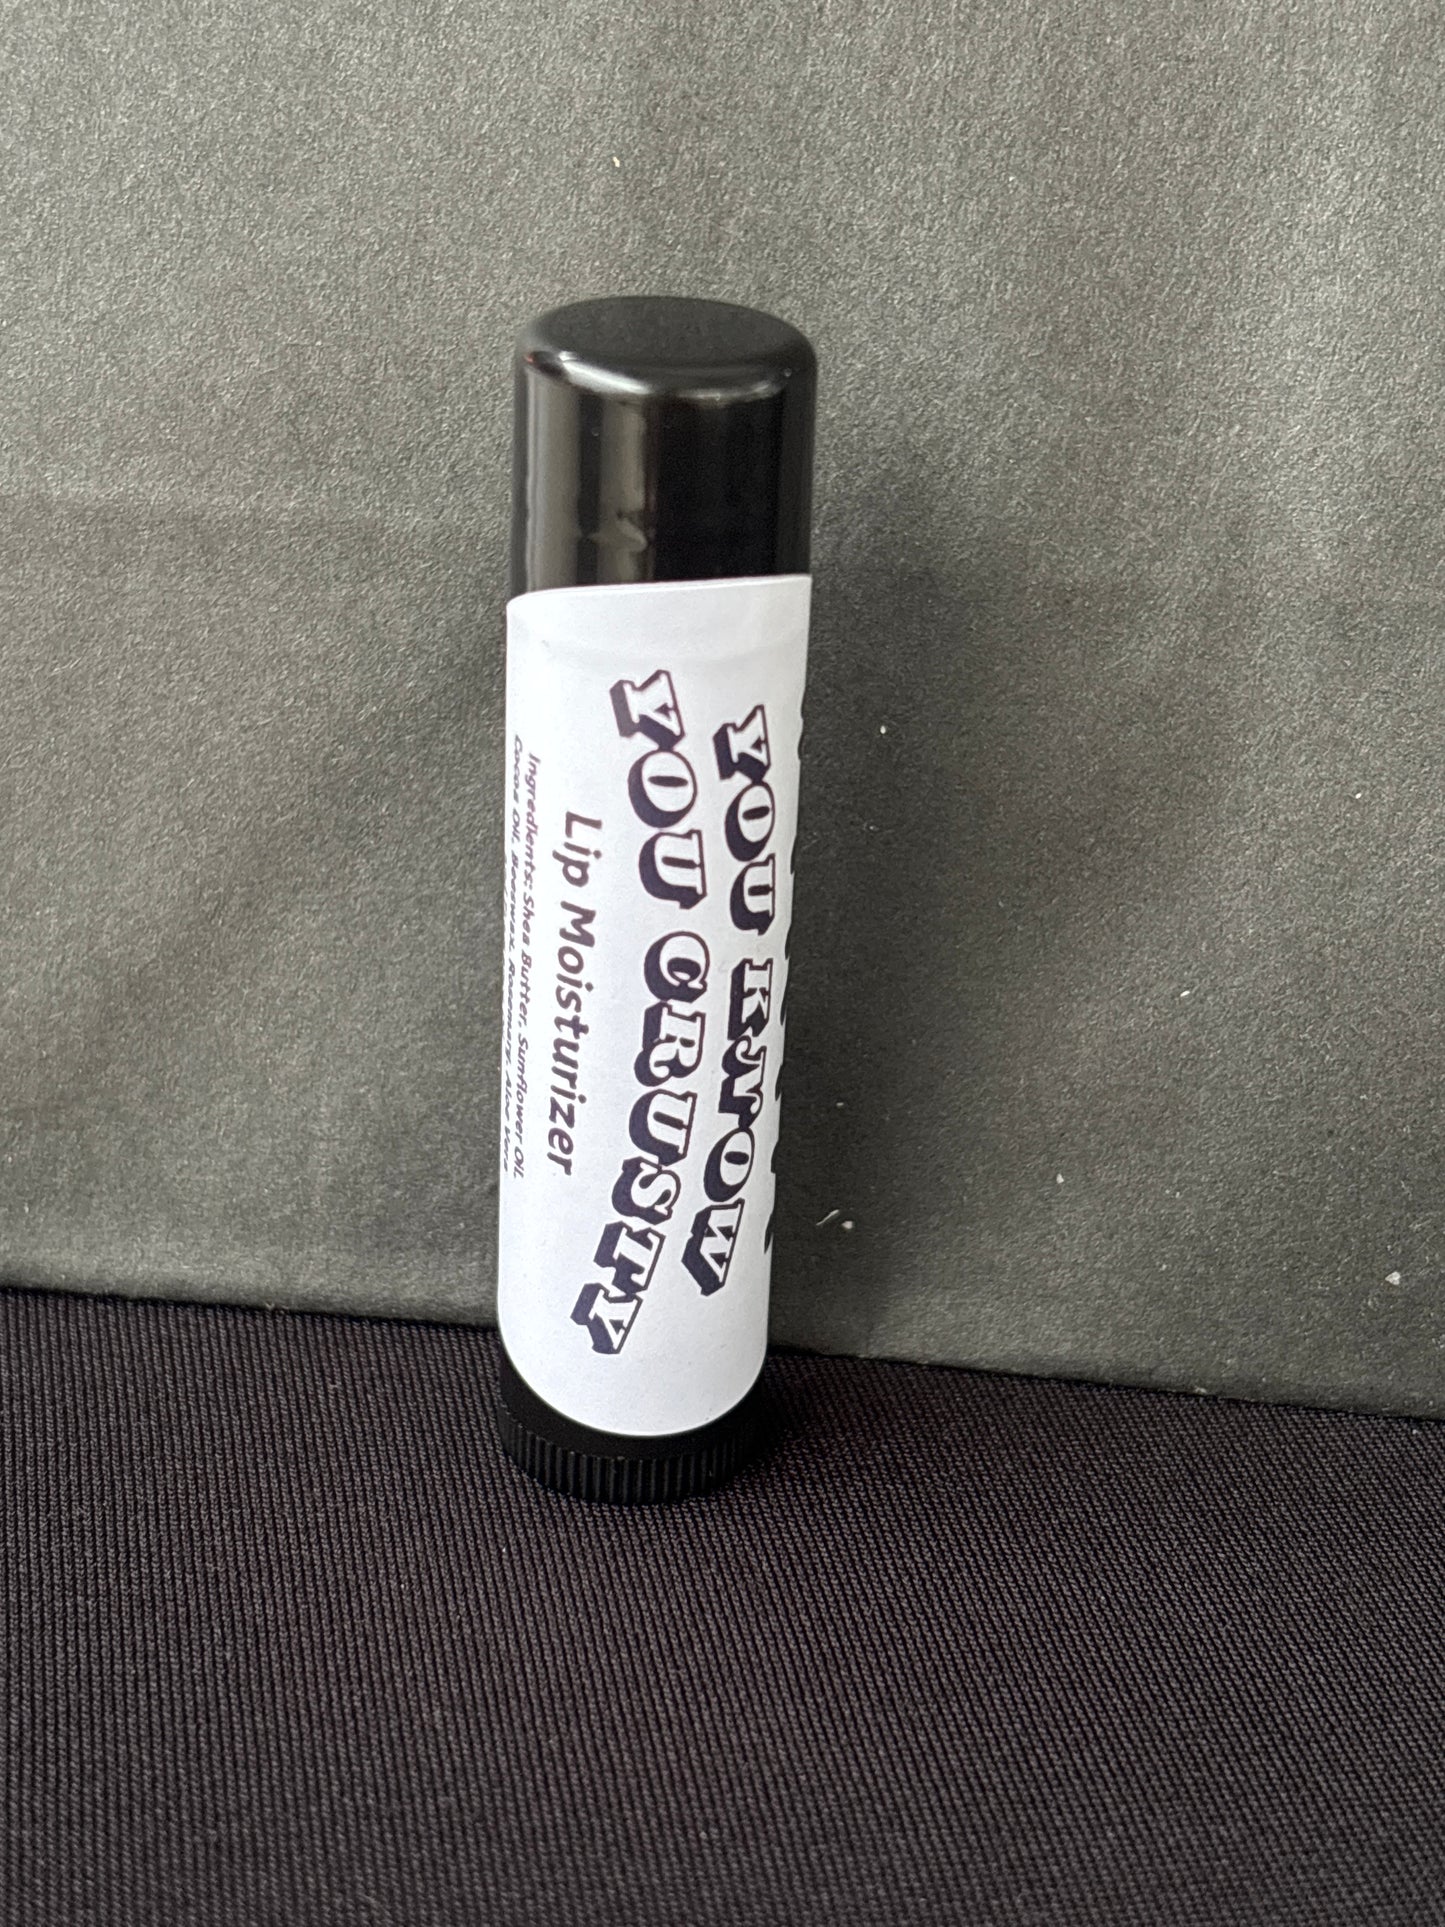 YOU KNOW
YOU CRUSTY
Lip Moisturizer
Ingredients: Shea Butter, Sunflower Oil,
Cocoa Oil, Beeswax, Rosemary, Aloe Vera